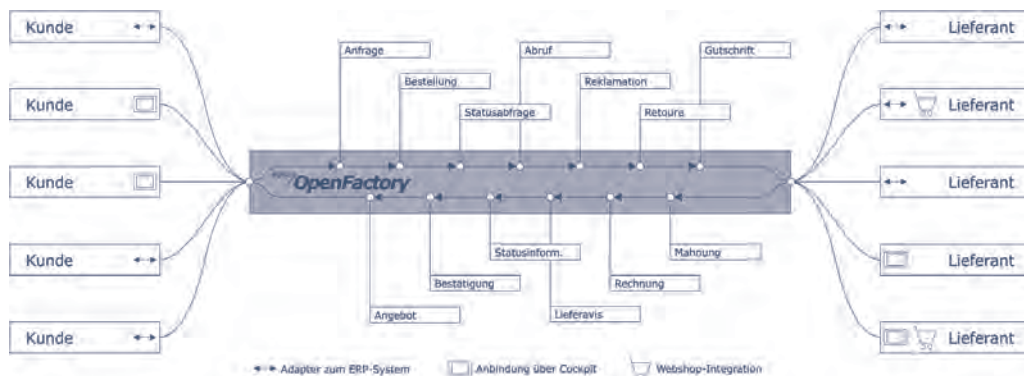 Kunde
Lieferant
Anfrage
Abruf
Gutschrift
Bestellung
Reklamation
Kunde
Lieferant
Statusabfrage
Retoure
Kunde
OpenFactory
Lieferant
Statusinform.
Mahnung
Kunde
Lieferant
Bestätigung
Rechnung
Angebot
Lieferavis
Kunde
Lieferant
Adapter zum ERP-System
Anbindung über Cockpit
Webshop-Integration